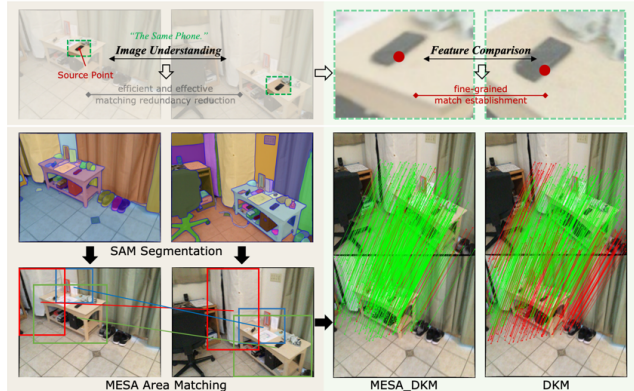 “The Same Phone.”
Image Understanding
Source Point
efficient and effective
matching redundancy reduction
Feature Comparison
fine-grained
match establishment
SAM Segmentation
MESA Area Matching
MESA_DKM
DKM